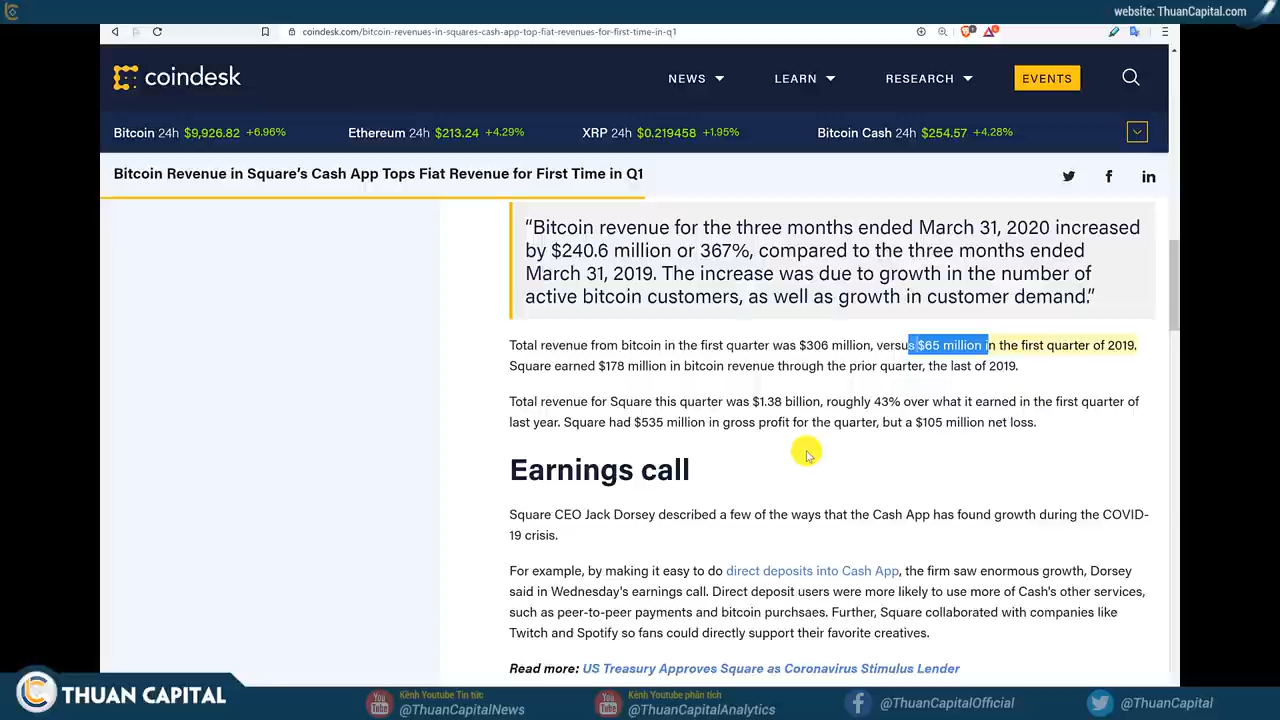 website: ThuanCapital.com
coindesk.com/bitcoin-revenues-in-squares-cash-app-top-fiat-revenues-for-first-time-in-q1
coindesk
NEWS LEARN RESEARCH EVENTS
Bitcoin 24h $9,926.82 +6.96% Ethereum 24h $213.24 +4.29% XRP 24h $0.219458 +1.95% Bitcoin Cash 24h $254.57 +4.28%
Bitcoin Revenue in Square's Cash App Tops Fiat Revenue for First Time in Q1
“Bitcoin revenue for the three months ended March 31, 2020 increased
by $240.6 million or 367%, compared to the three months ended
March 31, 2019. The increase was due to growth in the number of
active bitcoin customers, as well as growth in customer demand.”
Total revenue from bitcoin in the first quarter was $306 million, versus $65 million in the first quarter of 2019.
Square earned $178 million in bitcoin revenue through the prior quarter, the last of 2019.
Total revenue for Square this quarter was $1.38 billion, roughly 43% over what it earned in the first quarter of
last year. Square had $535 million in gross profit for the quarter, but a $105 million net loss.
Earnings call
Square CEO Jack Dorsey described a few of the ways that the Cash App has found growth during the COVID-
19 crisis.
For example, by making it easy to do direct deposits into Cash App, the firm saw enormous growth, Dorsey
said in Wednesday's earnings call. Direct deposit users were more likely to use more of Cash's other services,
such as peer-to-peer payments and bitcoin purchsaes. Further, Square collaborated with companies like
Twitch and Spotify so fans could directly support their favorite creatives.
Read more: US Treasury Approves Square as Coronavirus Stimulus Lender
THUAN CAPITAL
You Tube
Kênh Youtube Tin tức
@ThuanCapitalNews
You Tube
Kênh Youtube phân tích
@ThuanCapitalAnalytics
@ThuanCapitalOfficial
@ThuanCapital